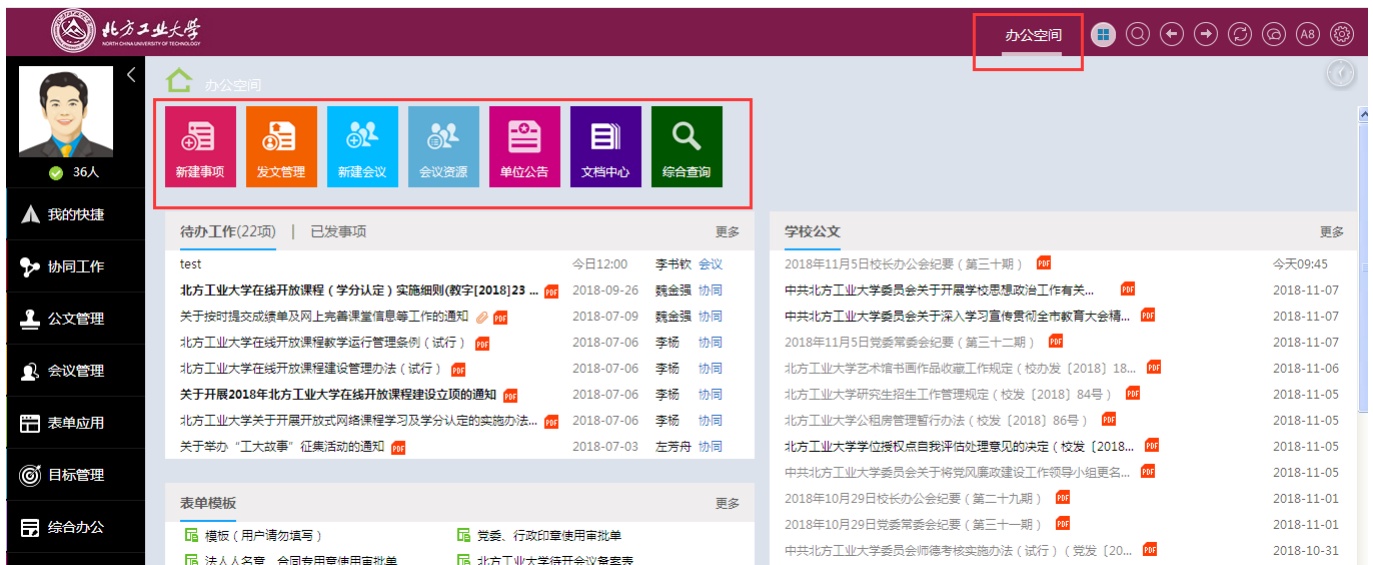 北方工业大学
NORTH CHINA UNIVERSITY OF TECHNOLOGY
办公空间
A8
办公空间
36人
新建事项
发文管理
新建会议
会议资源
单位公告
文档中心
综合查询
我的快捷
协同工作
公文管理
会议管理
表单应用
目标管理
综合办公
待办工作(22项) | 已发事项 更多
test 今日12:00 李书钦 会议
北方工业大学在线开放课程（学分认定）实施细则(教字[2018]23 ... PDF 2018-09-26 魏金强 协同
关于按时提交成绩单及网上完善课堂信息等工作的通知 PDF 2018-07-09 魏金强 协同
北方工业大学在线开放课程教学运行管理条例（试行） PDF 2018-07-06 李杨 协同
北方工业大学在线开放课程建设管理办法（试行） PDF 2018-07-06 李杨 协同
关于开展2018年北方工业大学在线开放课程建设立项的通知 PDF 2018-07-06 李杨 协同
北方工业大学关于开展开放式网络课程学习及学分认定的实施办法... PDF 2018-07-06 李杨 协同
关于举办“工大故事”征集活动的通知 PDF 2018-07-03 左芳舟 协同
表单模板 更多
模板（用户请勿填写） 党委、行政印章使用审批单
法人人名章、合同专用章使用审批单 北方工业大学待开会议备案表
学校公文 更多
2018年11月5日校长办公会纪要（第三十期） PDF 今天09:45
中共北方工业大学委员会关于开展学校思想政治工作有关... PDF 2018-11-07
中共北方工业大学委员会关于深入学习宣传贯彻全市教育大会精... PDF 2018-11-07
2018年11月5日党委常委会纪要（第三十二期） PDF 2018-11-07
北方工业大学艺术馆书画作品收藏工作规定（校办发〔2018〕18... PDF 2018-11-06
北方工业大学研究生招生工作管理规定（校发〔2018〕84号） PDF 2018-11-05
北方工业大学公租房管理暂行办法（校发〔2018〕86号） PDF 2018-11-05
北方工业大学学位授权点自我评估处理意见的决定（校发〔2018... PDF 2018-11-05
中共北方工业大学委员会关于将党风廉政建设工作领导小组更名... PDF 2018-11-05
2018年10月29日校长办公会纪要（第二十九期） PDF 2018-11-01
2018年10月29日党委常委会纪要（第三十一期） PDF 2018-11-01
中共北方工业大学委员会师德考核实施办法（试行）（党发〔20... PDF 2018-10-31